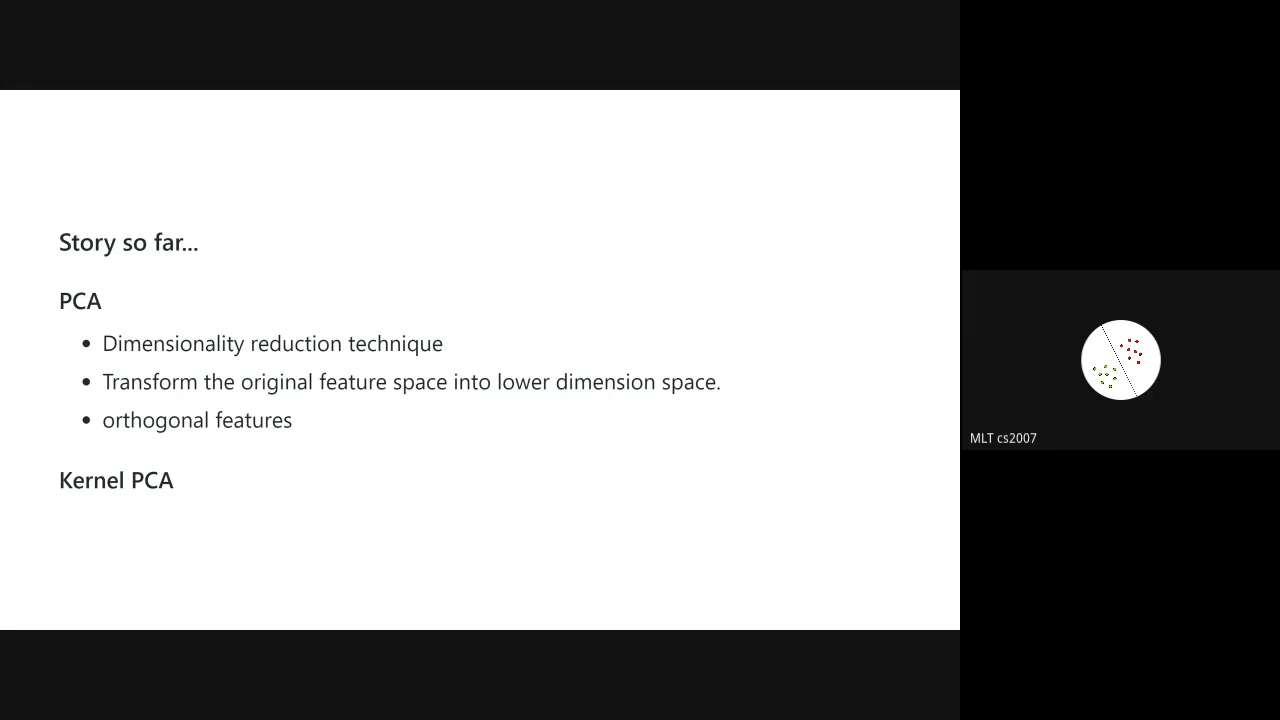 Story so far...
PCA
• Dimensionality reduction technique
• Transform the original feature space into lower dimension space.
• orthogonal features
Kernel PCA
MLT cs2007